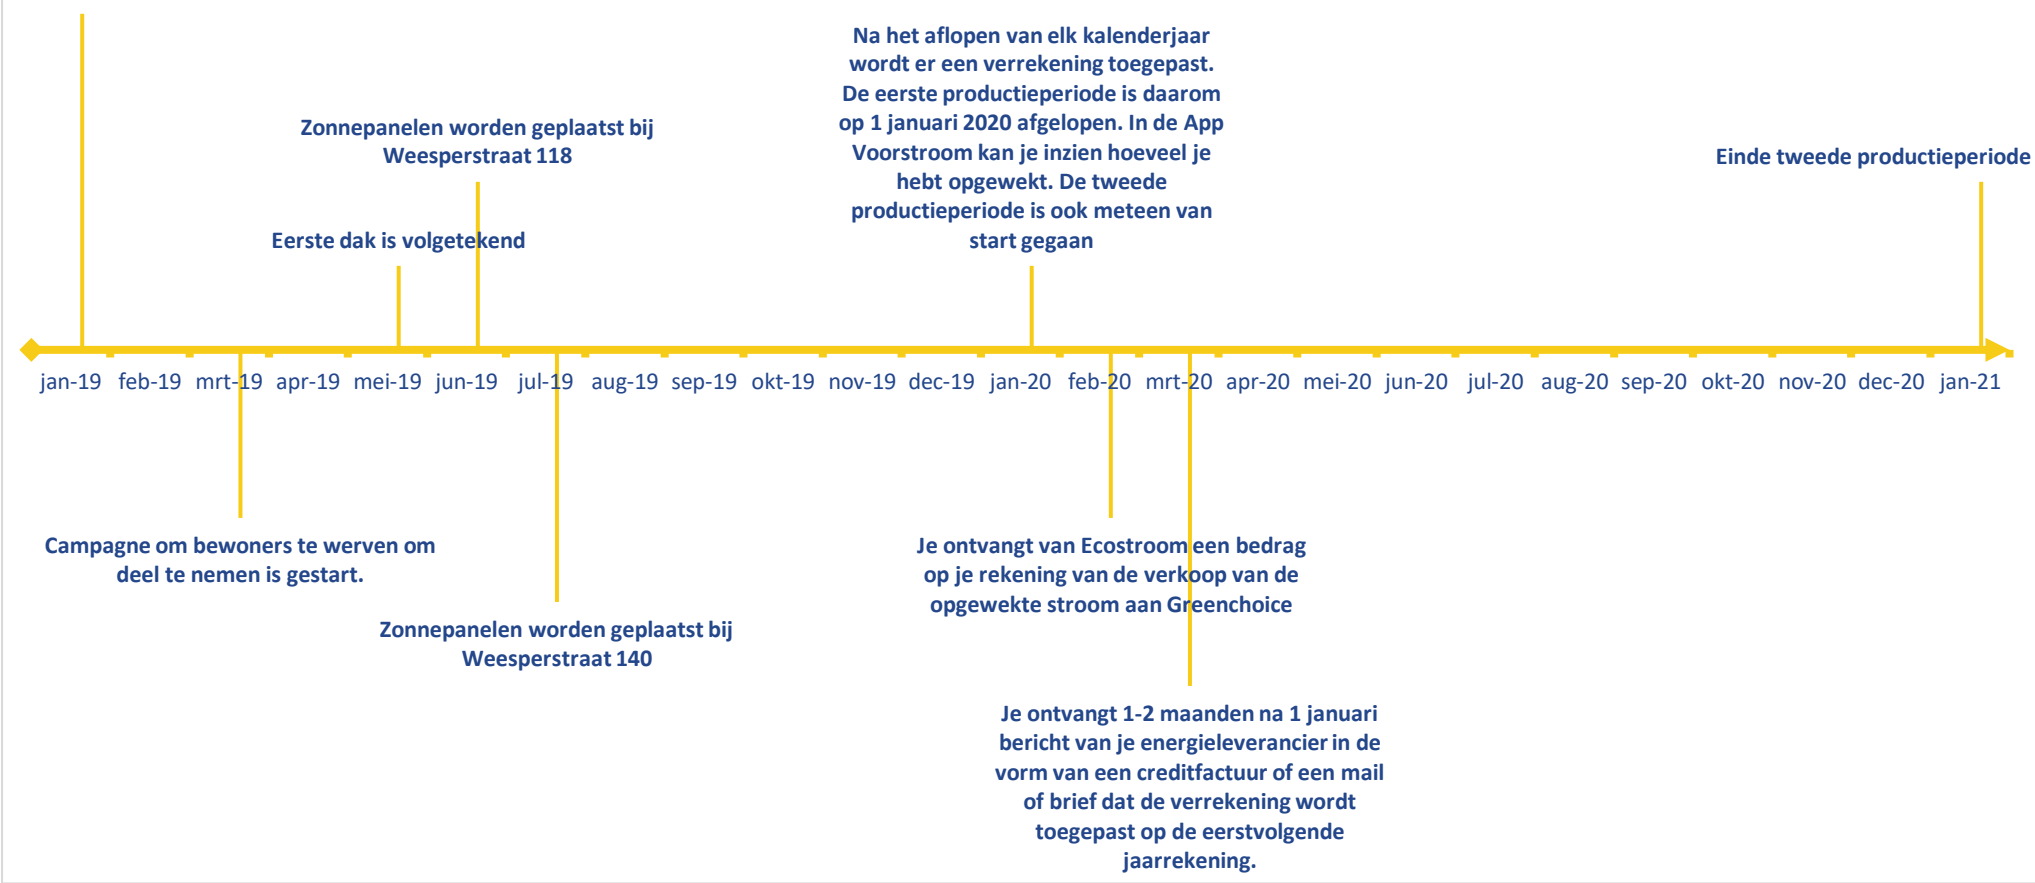 Na het aflopen van elk kalenderjaar
wordt er een verrekening toegepast.
De eerste productieperiode is daarom
op 1 januari 2020 afgelopen. In de App
Voorstroom kan je inzien hoeveel je
hebt opgewekt. De tweede
productieperiode is ook meteen van
start gegaan
Zonnepanelen worden geplaatst bij
Weesperstraat 118
Einde tweede productieperiode
Eerste dak is volgetekend
jan-19 feb-19 mrt-19 apr-19 mei-19 jun-19 jul-19 aug-19 sep-19 okt-19 nov-19 dec-19 jan-20 feb-20 mrt-20 apr-20 mei-20 jun-20 jul-20 aug-20 sep-20 okt-20 nov-20 dec-20 jan-21
Campagne om bewoners te werven om
deel te nemen is gestart.
Je ontvangt van Ecostroom een bedrag
op je rekening van de verkoop van de
opgewekte stroom aan Greenchoice
Zonnepanelen worden geplaatst bij
Weesperstraat 140
Je ontvangt 1-2 maanden na 1 januari
bericht van je energieleverancier in de
vorm van een creditfactuur of een mail
of brief dat de verrekening wordt
toegepast op de eerstvolgende
jaarrekening.